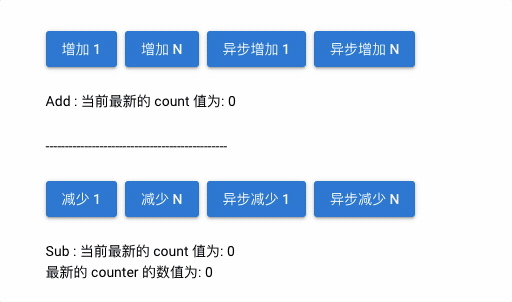 增加 1 增加 N 异步增加 1 异步增加 N
Add : 当前最新的 count 值为: 0
-----------------------------------------------
减少 1 减少 N 异步减少 1 异步减少 N
Sub : 当前最新的 count 值为: 0
最新的 counter 的数值为: 0